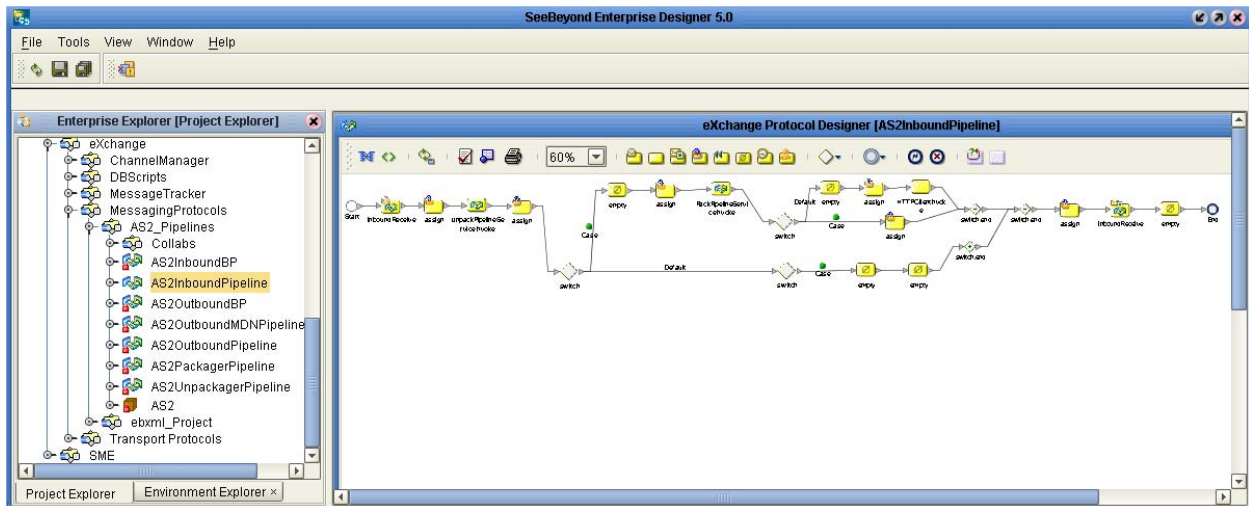 SeeBeyond Enterprise Designer 5.0
File Tools View Window Help
Enterprise Explorer [Project Explorer]
eXchange
ChannelManager
DBScripts
MessageTracker
MessagingProtocols
AS2_Pipelines
Collabs
AS2InboundBP
AS2InboundPipeline
AS2OutboundBP
AS2OutboundMDNPipeline
AS2OutboundPipeline
AS2PackagerPipeline
AS2UnpackagerPipeline
AS2
ebxml_Project
Transport Protocols
SME
Project Explorer
Environment Explorer ×
eXchange Protocol Designer [AS2InboundPipeline]
60%
Start
assign
assign
Case
empty
assign
switch
Default
empty
assign
Case
assign
switch.end
switch.end
assign
empty
End
switch
Default
switch
Case
empty
empty
switch.end